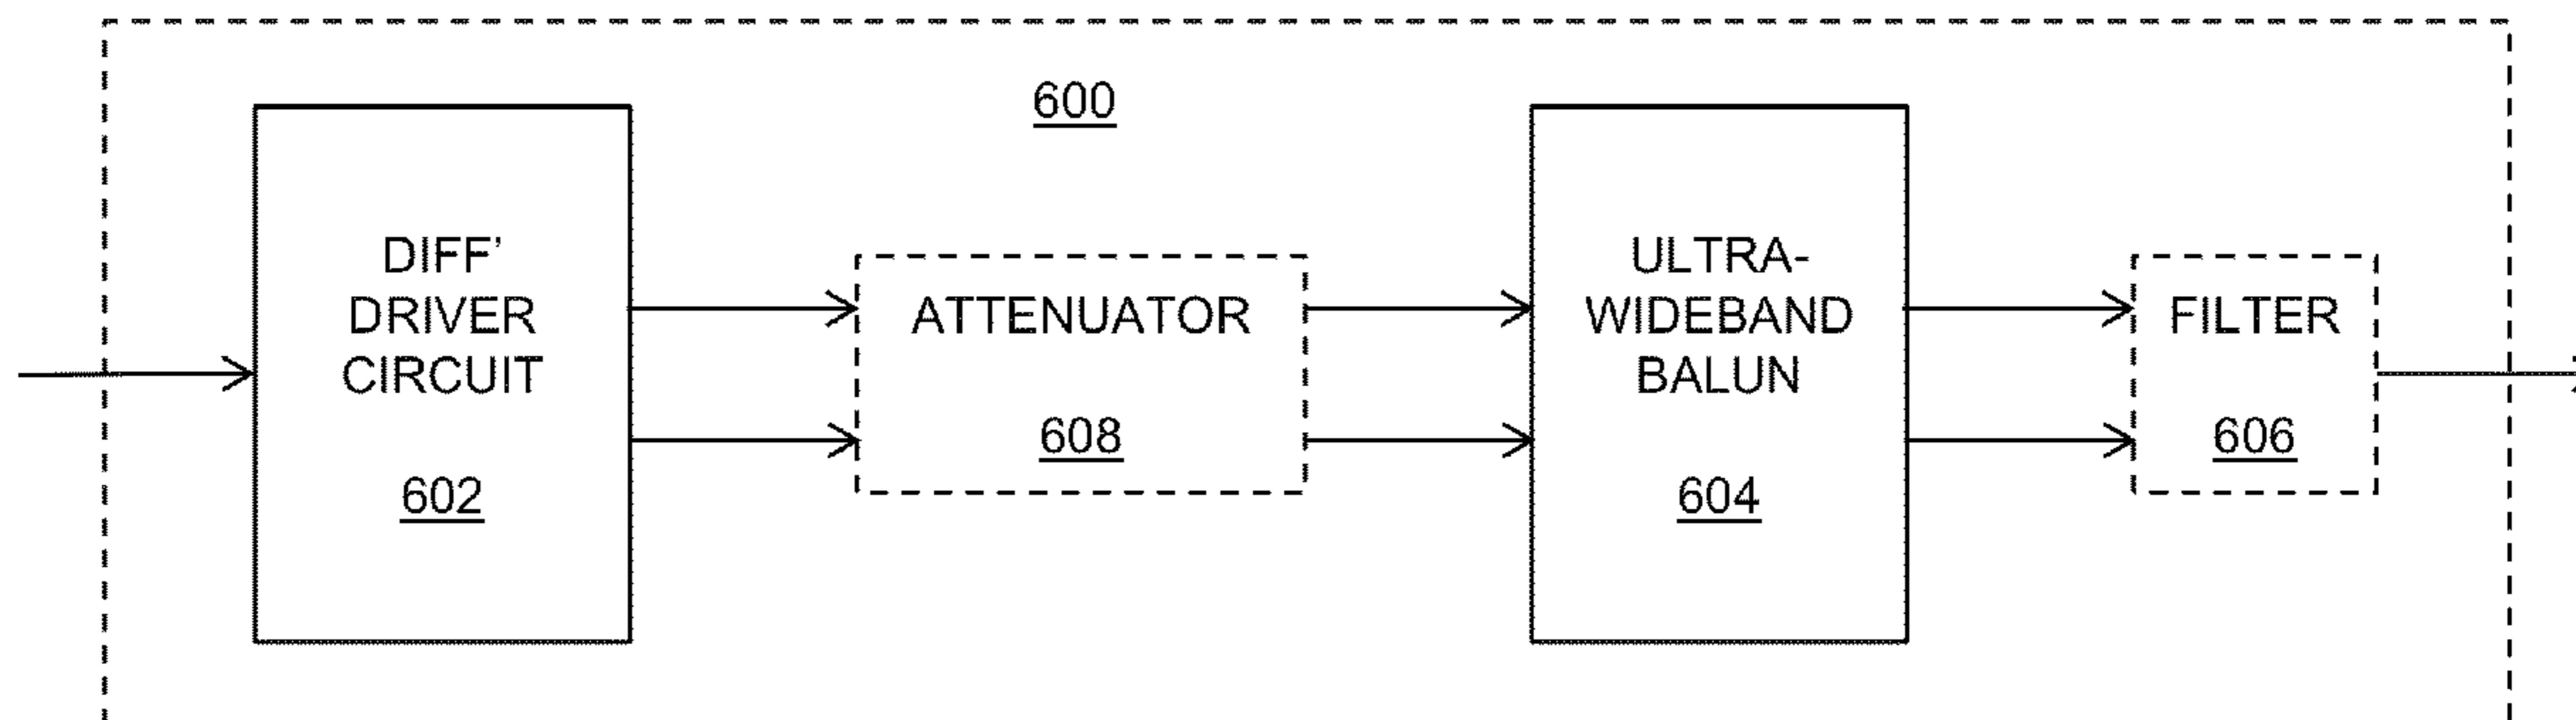 600
DIFF'
DRIVER
CIRCUIT
602
ATTENUATOR
608
ULTRA-
WIDEBAND
BALUN
604
FILTER
606